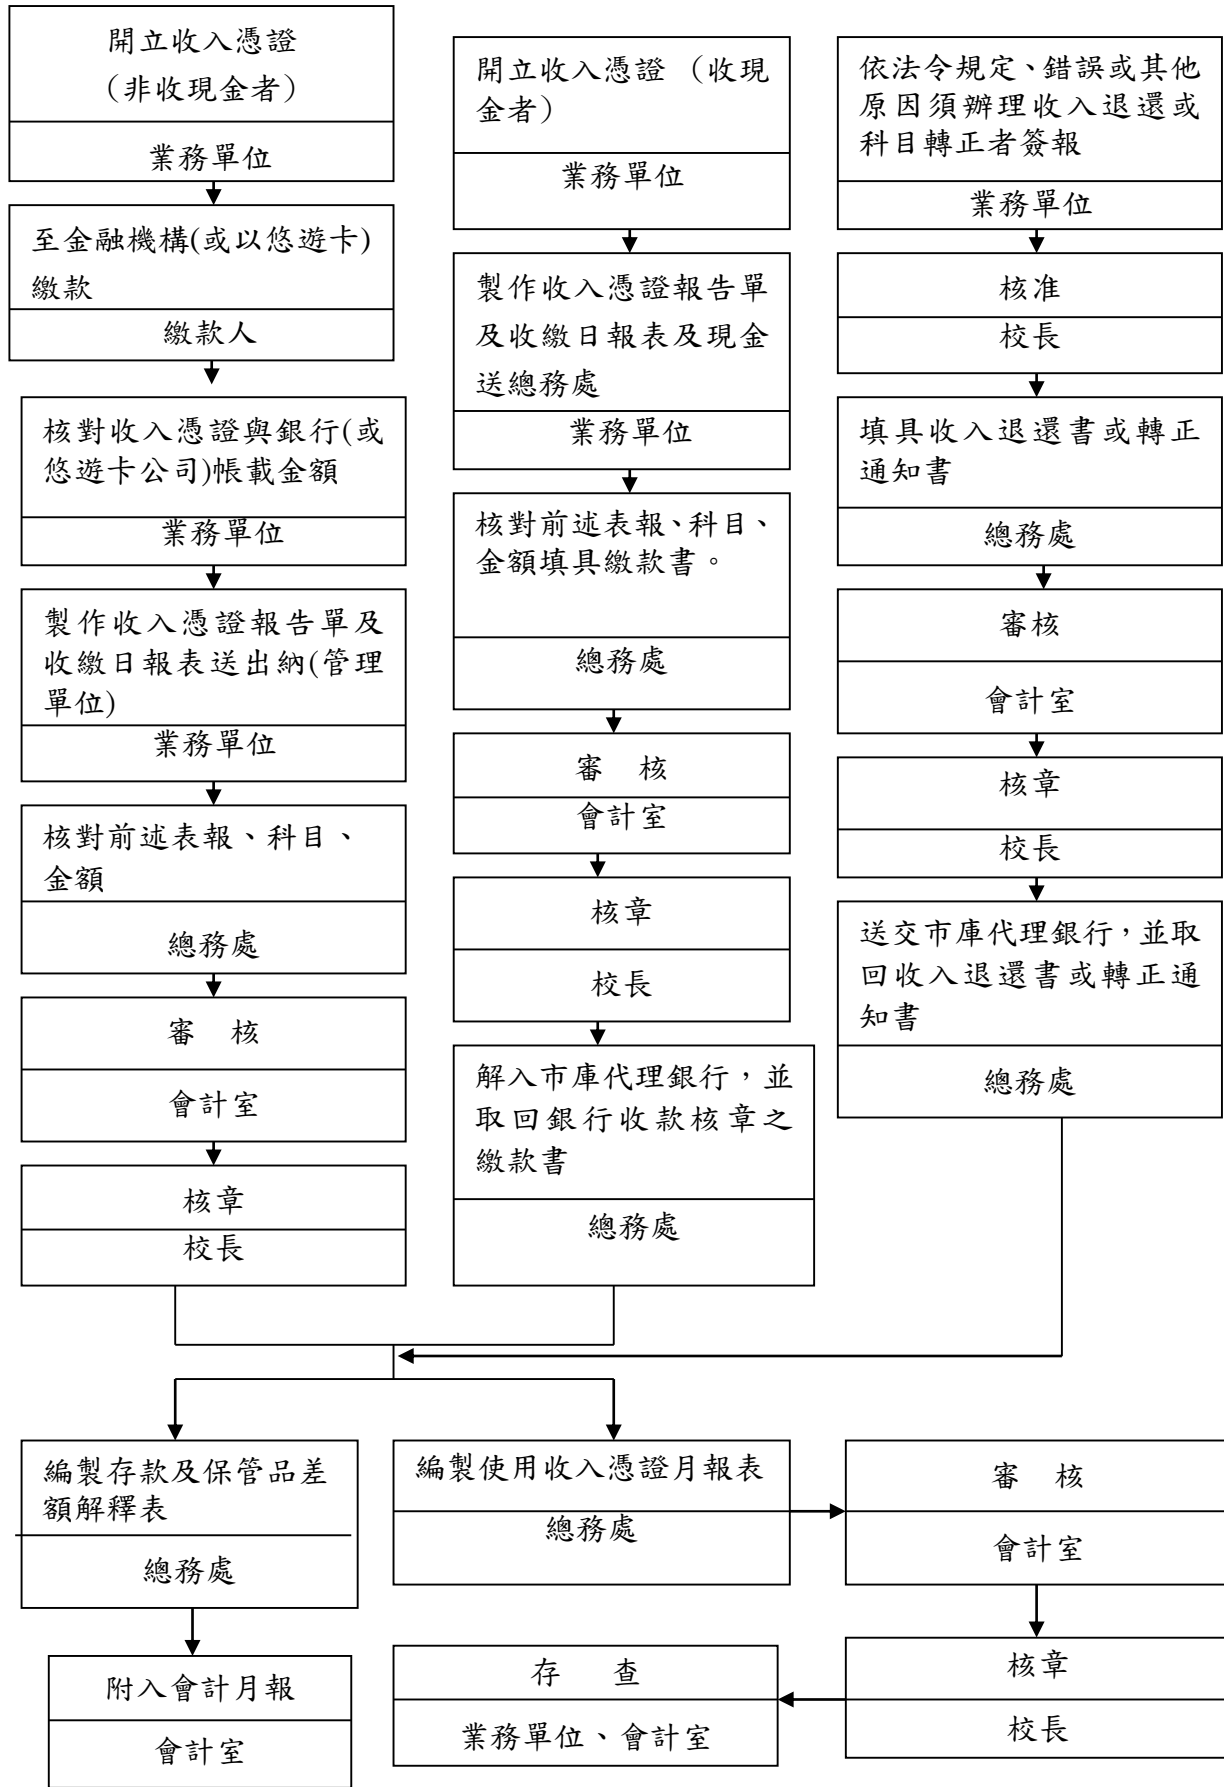 開立收入憑證
（非收現金者）
業務單位
至金融機構(或以悠遊卡)
繳款
繳款人
核對收入憑證與銀行(或
悠遊卡公司)帳載金額
業務單位
製作收入憑證報告單及
收繳日報表送出納(管理
單位)
業務單位
核對前述表報、科目、
金額
總務處
審　核
會計室
核章
校長
開立收入憑證 （收現
金者）
業務單位
製作收入憑證報告單
及收繳日報表及現金
送總務處
業務單位
核對前述表報、科目、
金額填具繳款書。
總務處
審　核
會計室
核章
校長
解入市庫代理銀行，並
取回銀行收款核章之
繳款書
總務處
依法令規定、錯誤或其他
原因須辦理收入退還或
科目轉正者簽報
業務單位
核准
校長
填具收入退還書或轉正
通知書
總務處
審核
會計室
核章
校長
送交市庫代理銀行，並取
回收入退還書或轉正通
知書
總務處
編製存款及保管品差
額解釋表
總務處
附入會計月報
會計室
編製使用收入憑證月報表
總務處
審　核
會計室
核章
校長
存　查
業務單位、會計室